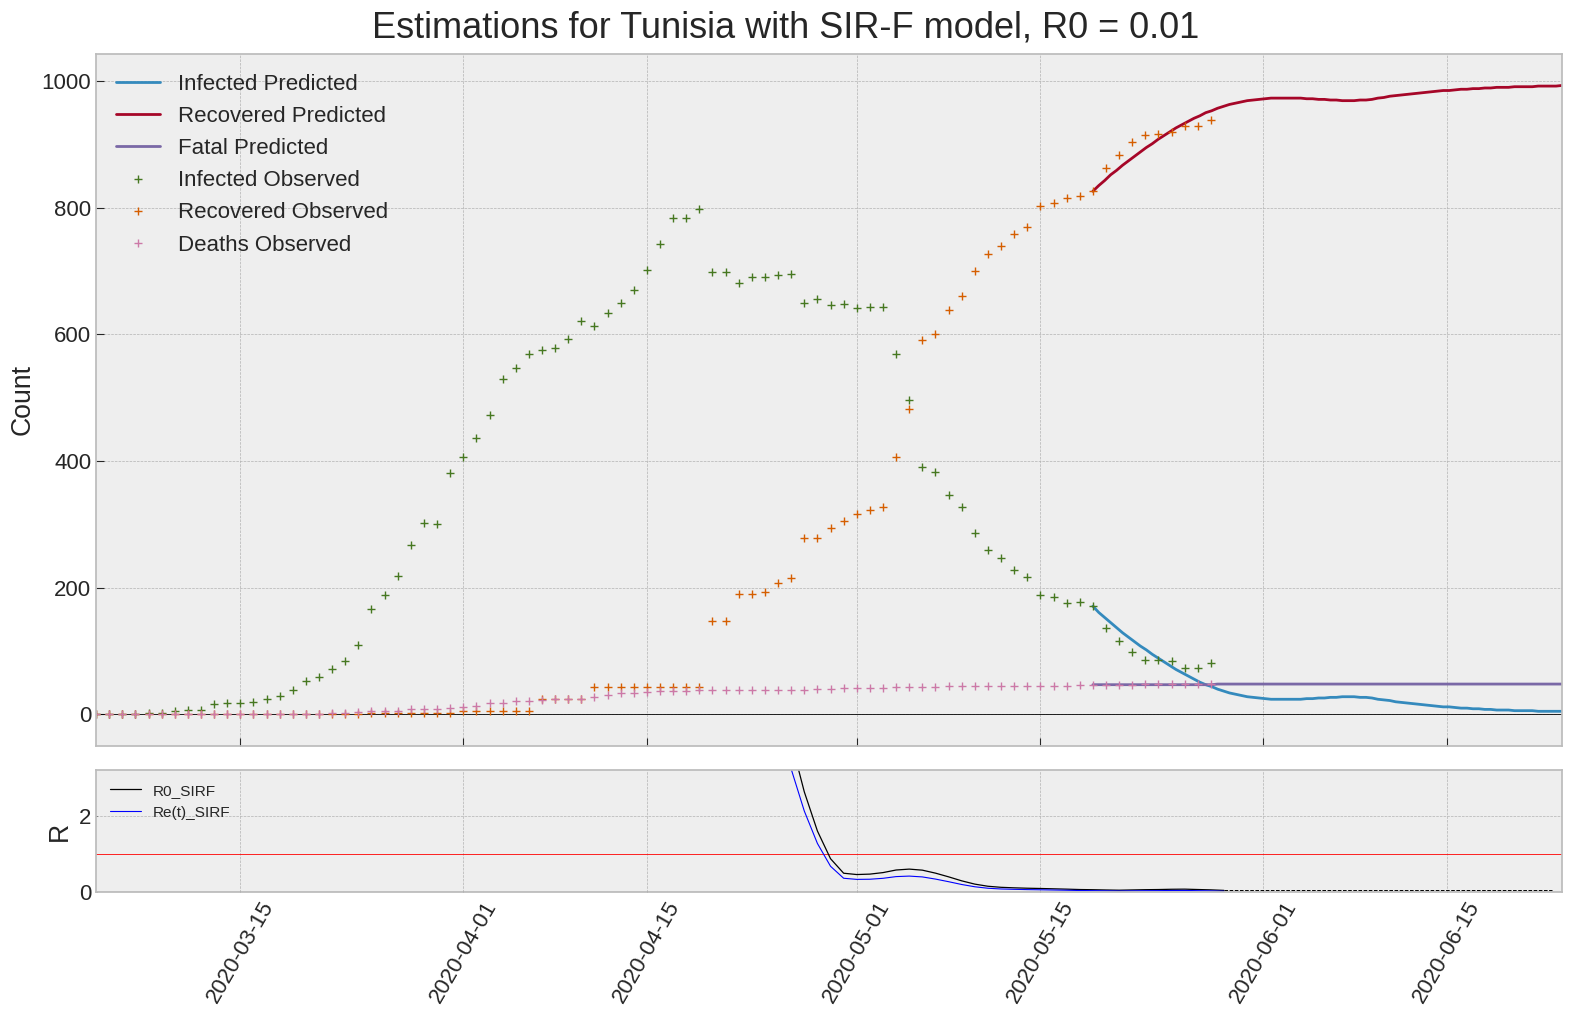 Estimations for Tunisia with SIR-F model, R0 = 0.01
Count
1000
800
600
400
200
0
Infected Predicted
Recovered Predicted
Fatal Predicted
Infected Observed
Recovered Observed
Deaths Observed
R
2
0
R0_SIRF
Re(t)_SIRF
2020-03-15
2020-04-01
2020-04-15
2020-05-01
2020-05-15
2020-06-01
2020-06-15